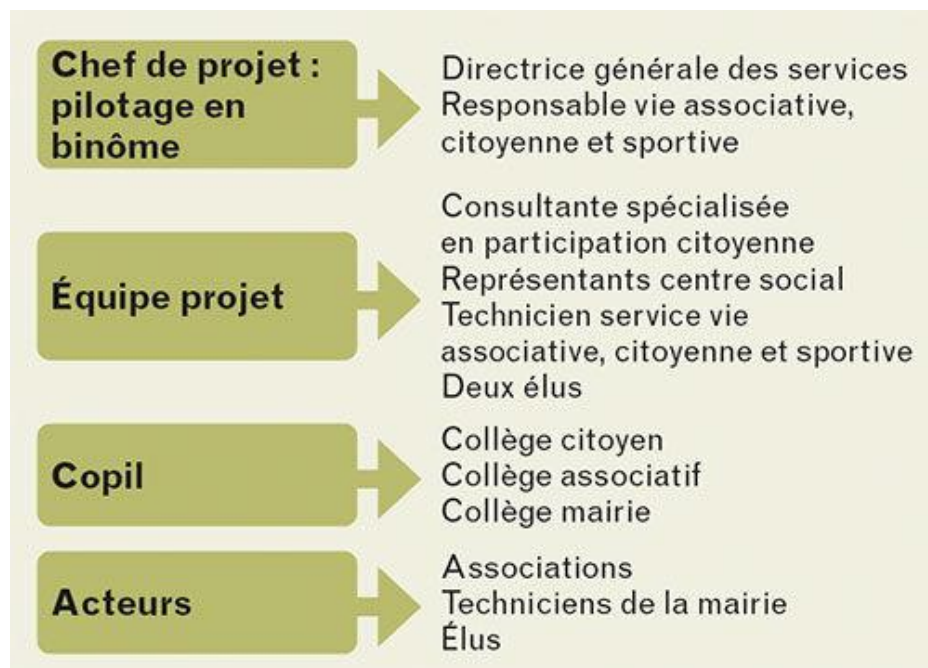 Chef de projet :
pilotage en
binôme
Directrice générale des services
Responsable vie associative,
citoyenne et sportive
Équipe projet
Consultante spécialisée
en participation citoyenne
Représentants centre social
Technicien service vie
associative, citoyenne et sportive
Deux élus
Copil
Collège citoyen
Collège associatif
Collège mairie
Acteurs
Associations
Techniciens de la mairie
Élus